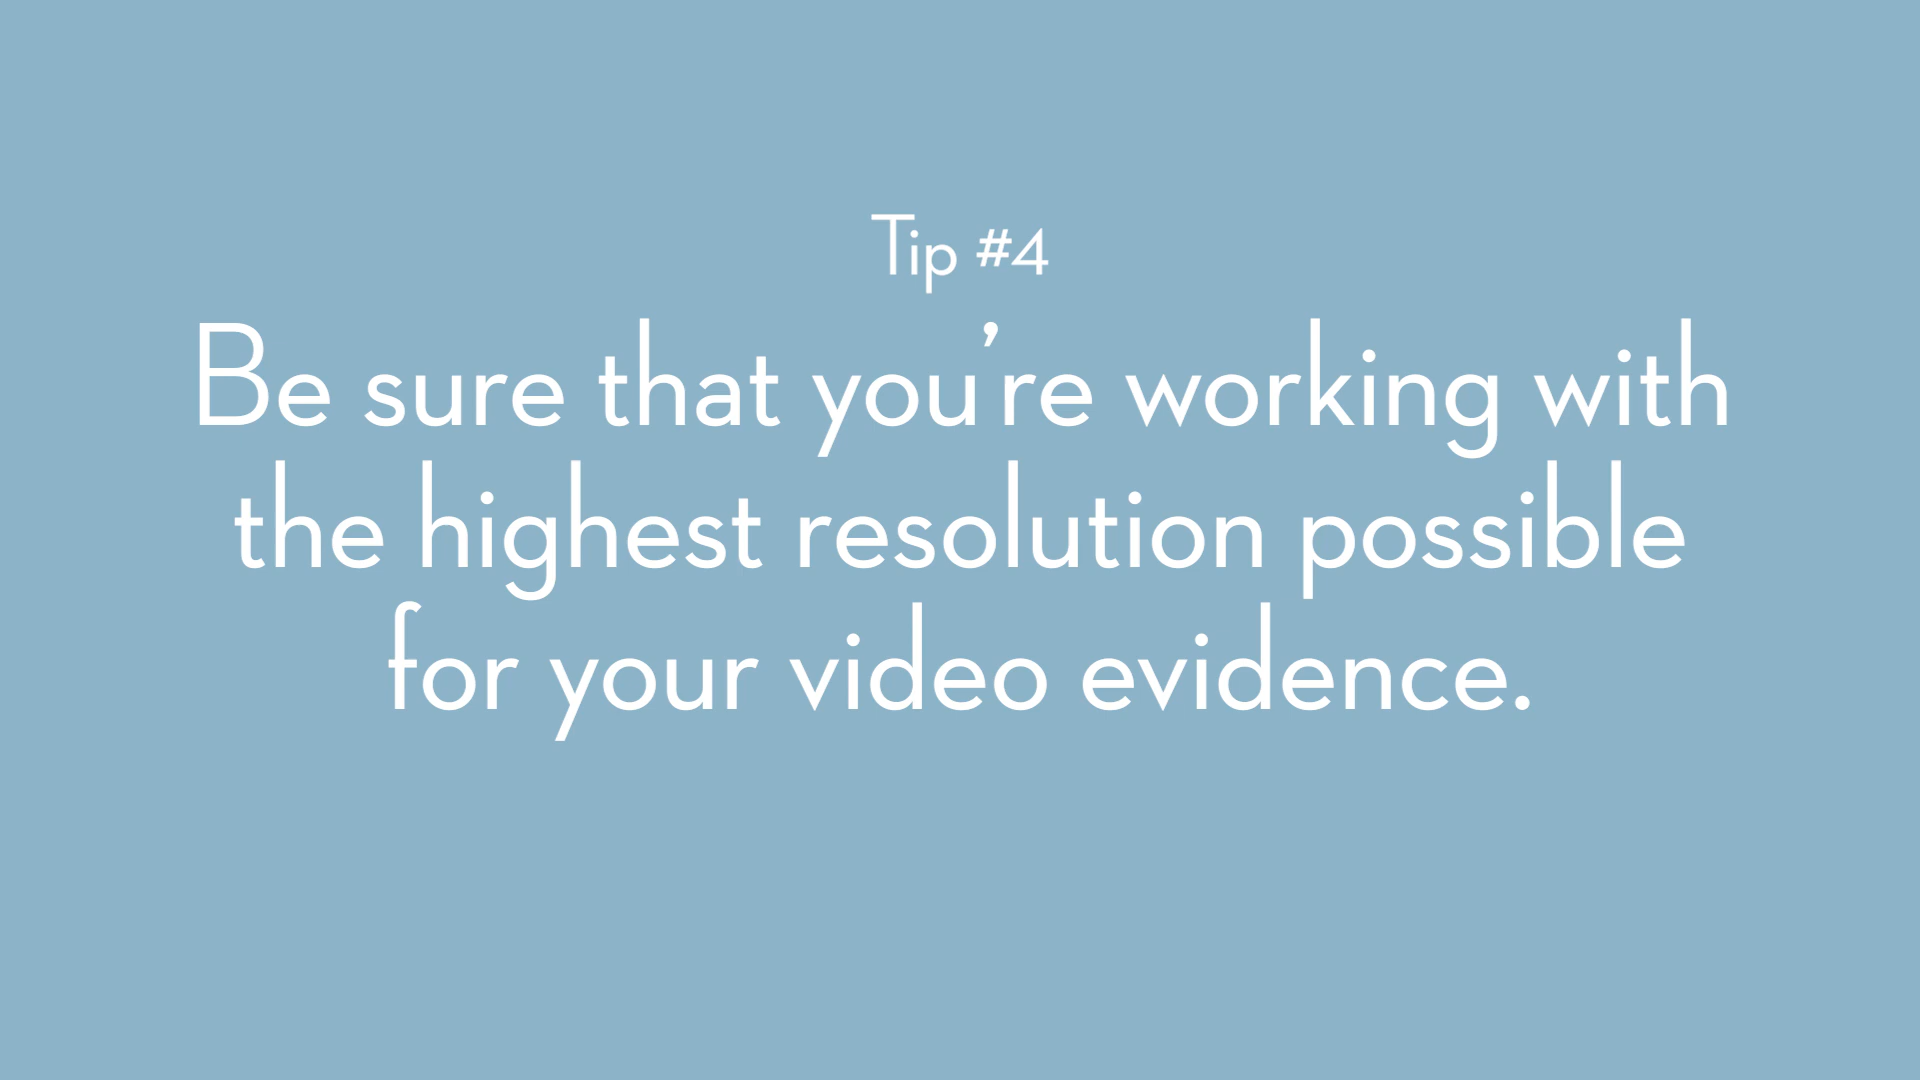 Tip #4
Be sure that you’re working with
the highest resolution possible
for your video evidence.